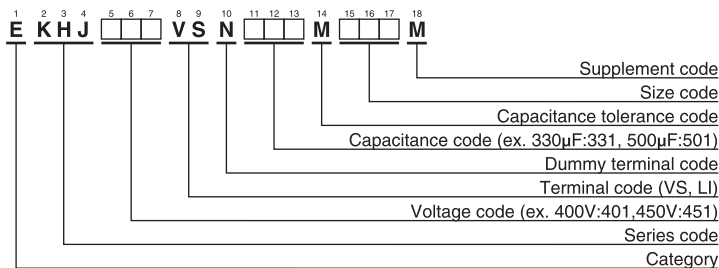 1 2 3 4 5 6 7 8 9 10 11 12 13 14 15 16 17 18
E KHJ □□□ VS N □□□ M □□□ M
Supplement code
Size code
Capacitance tolerance code
Capacitance code (ex. 330µF:331, 500µF:501)
Dummy terminal code
Terminal code (VS, LI)
Voltage code (ex. 400V:401,450V:451)
Series code
Category